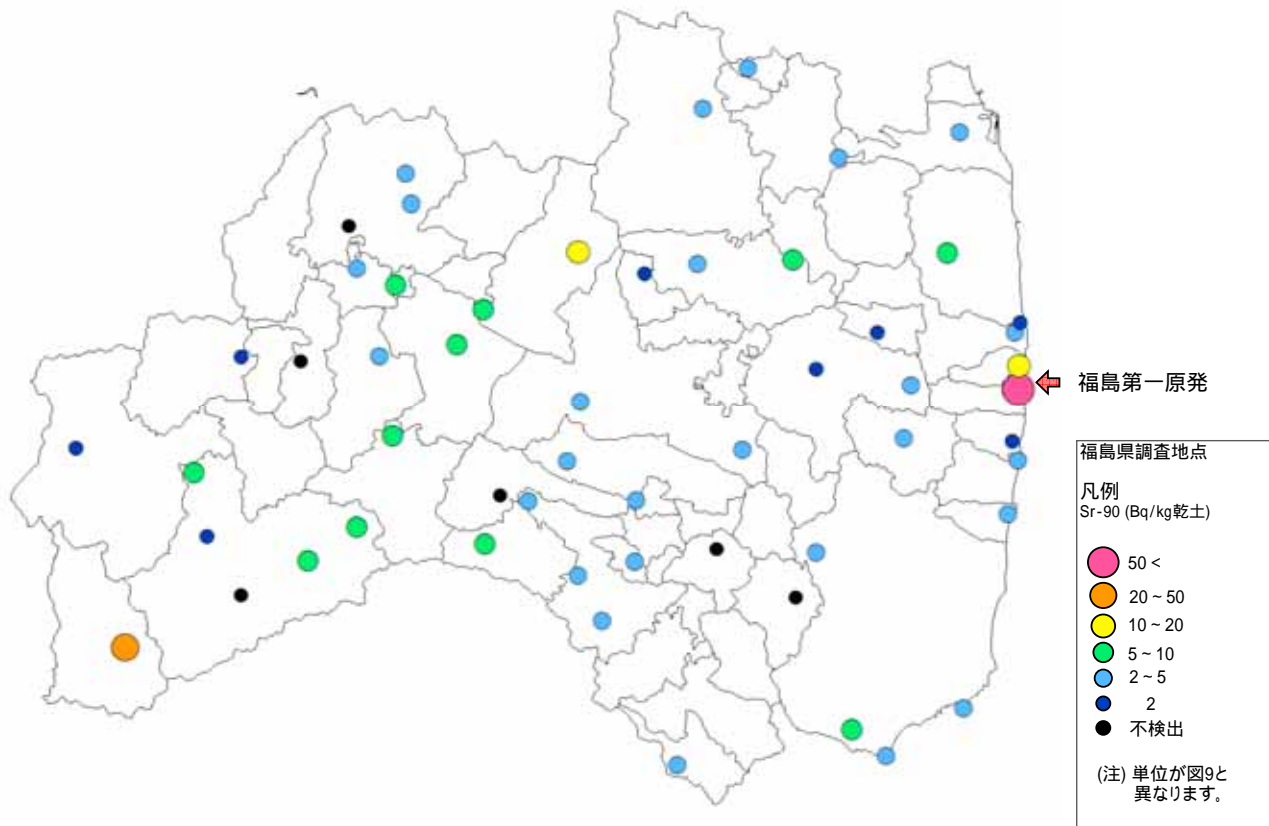 福島第一原発
福島県調査地点
凡例
Sr-90 (Bq/kg乾土)
50 <
20～50
10～20
5～10
2～5
2
不検出
(注) 単位が図9と
異なります。